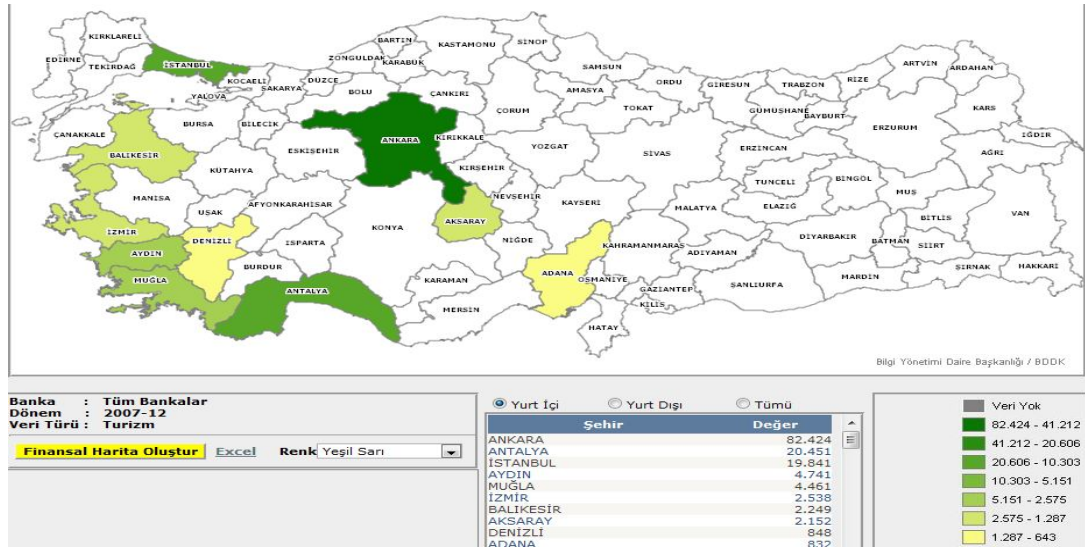 KIRKLARELİ
EDİRNE
TEKİRDAĞ
İSTANBUL
KOCAELİ
YALOVA
SAKARYA
DÜZCE
ZONGULDAK
BARTIN
KARABÜK
KASTAMONU
SİNOP
SAMSUN
BOLU
ÇANKIRI
ÇORUM
AMASYA
TOKAT
ORDU
GİRESUN
TRABZON
RİZE
ARTVİN
ARDAHAN
GÜMÜŞHANE
BAYBURT
KARS
ERZURUM
IĞDIR
AĞRI
ÇANAKKALE
BURSA
BİLECİK
BALIKESİR
KÜTAHYA
ESKİŞEHİR
ANKARA
KIRIKKALE
KIRŞEHİR
YOZGAT
SİVAS
ERZİNCAN
TUNCELİ
BİNGÖL
MUŞ
ELAZIĞ
BİTLİS
VAN
MANİSA
UŞAK
AFYONKARAHİSAR
NEVŞEHİR
KAYSERİ
MALATYA
AKSARAY
KONYA
NİĞDE
KAHRAMANMARAŞ
ADIYAMAN
DİYARBAKIR
BATMAN
SİİRT
ŞIRNAK
HAKKARİ
İZMİR
AYDIN
DENİZLİ
ISPARTA
BURDUR
MUĞLA
ANTALYA
KARAMAN
MERSİN
ADANA
OSMANİYE
GAZİANTEP
KİLİS
ŞANLIURFA
MARDİN
HATAY
Bilgi Yönetimi Daire Başkanlığı / BDDK
Banka : Tüm Bankalar
Dönem : 2007-12
Veri Türü : Turizm
Finansal Harita Oluştur Excel Renk Yeşil Sarı
Yurt İçi Yurt Dışı Tümü
Şehir Değer
ANKARA 82.424
ANTALYA 20.451
İSTANBUL 19.841
AYDIN 4.741
MUĞLA 4.461
İZMİR 2.538
BALIKESİR 2.249
AKSARAY 2.152
DENİZLİ 848
ADANA 832
Veri Yok
82.424 - 41.212
41.212 - 20.606
20.606 - 10.303
10.303 - 5.151
5.151 - 2.575
2.575 - 1.287
1.287 - 643